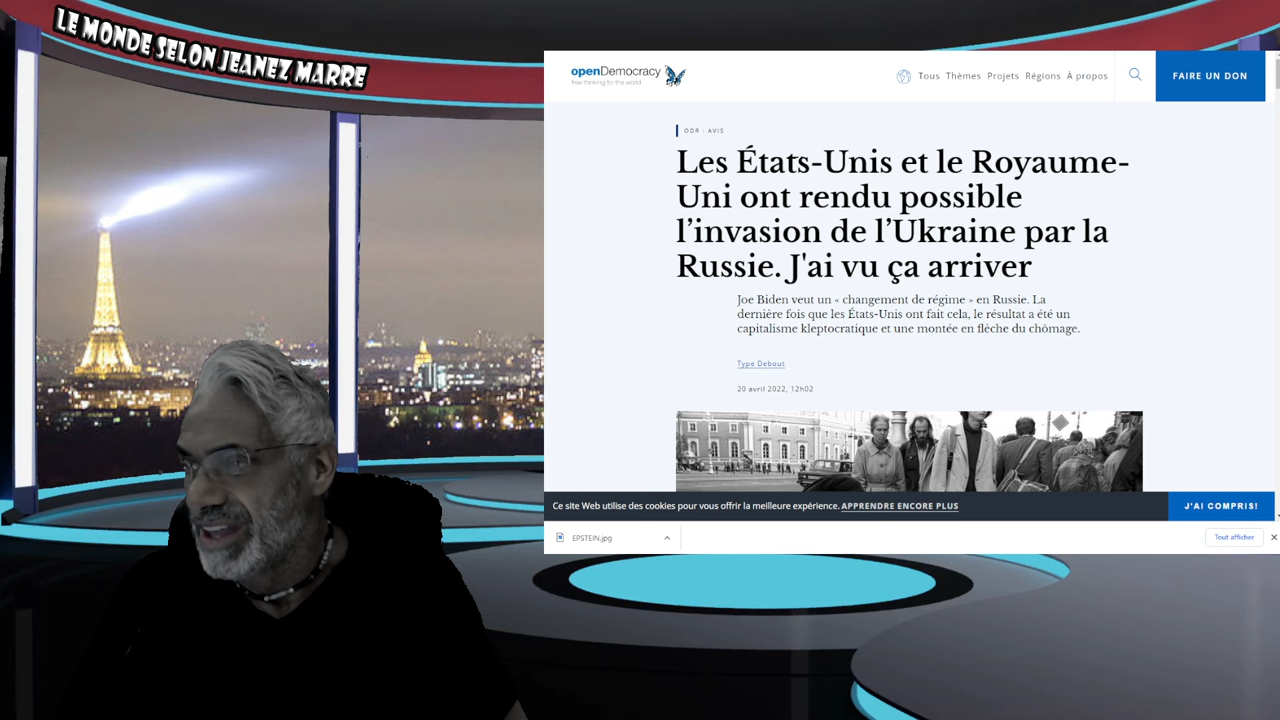 LE MONDE SELON JEANEZ MARRE
openDemocracy
free thinking for the world
Tous Thèmes Projets Régions À propos
FAIRE UN DON
ODR : AVIS
Les États-Unis et le Royaume-
Uni ont rendu possible
l’invasion de l’Ukraine par la
Russie. J'ai vu ça arriver
Joe Biden veut un « changement de régime » en Russie. La
dernière fois que les États-Unis ont fait cela, le résultat a été un
capitalisme kleptocratique et une montée en flèche du chômage.
Type Debout
20 avril 2022, 12h02
Ce site Web utilise des cookies pour vous offrir la meilleure expérience. APPRENDRE ENCORE PLUS
J'AI COMPRIS!
EPSTEIN.jpg
Tout afficher